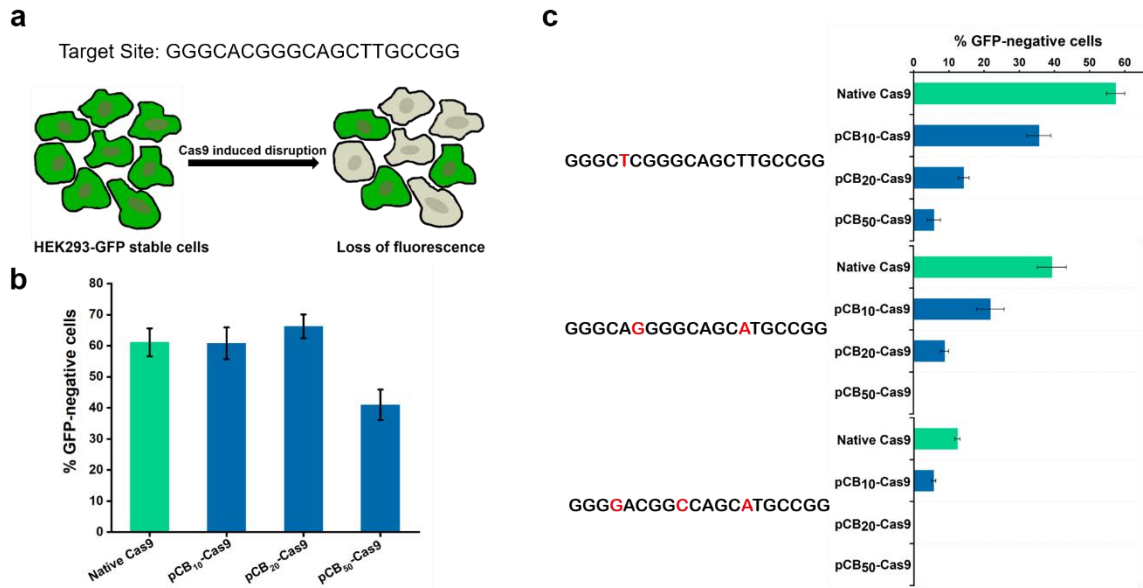 a
Target Site: GGGCACGGGCAGCTTGCCGG
Cas9 induced disruption
HEK293-GFP stable cells
Loss of fluorescence
b
% GFP-negative cells
80
70
60
50
40
30
20
10
0
Native Cas9
pCB10-Cas9
pCB20-Cas9
pCB50-Cas9
c
% GFP-negative cells
0 10 20 30 40 50 60
GGGCTCGGGCAGCTTGCCGG
Native Cas9
pCB10-Cas9
pCB20-Cas9
pCB50-Cas9
GGGCAGGGGCAGCATGCCGG
Native Cas9
pCB10-Cas9
pCB20-Cas9
pCB50-Cas9
GGGGACGGCCAGCATGCCGG
Native Cas9
pCB10-Cas9
pCB20-Cas9
pCB50-Cas9